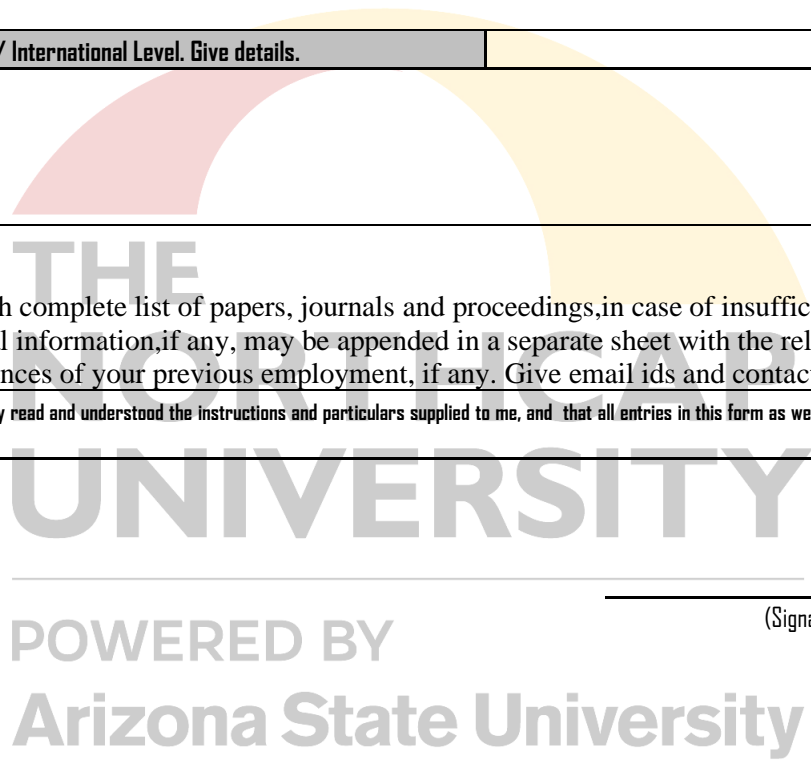 / International Level. Give details.
THE
h complete list of papers, journals and proceedings,in case of insuffic
l information,if any, may be appended in a separate sheet with the rel
NORTHCAP
nces of your previous employment, if any. Give email ids and contac
y read and understood the instructions and particulars supplied to me, and that all entries in this form as we
UNIVERSITY
(Signa
POWERED BY
Arizona State University